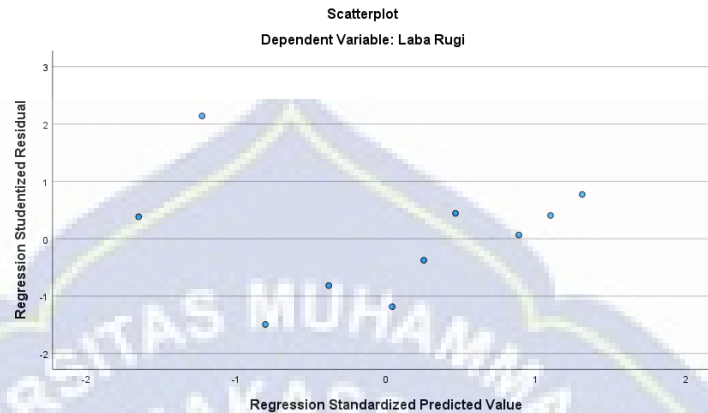 Scatterplot
Dependent Variable: Laba Rugi
3
2
1
0
-1
-2
Regression Studentized Residual
-2
-1
0
1
2
Regression Standardized Predicted Value
RSITAS MUHAMMA